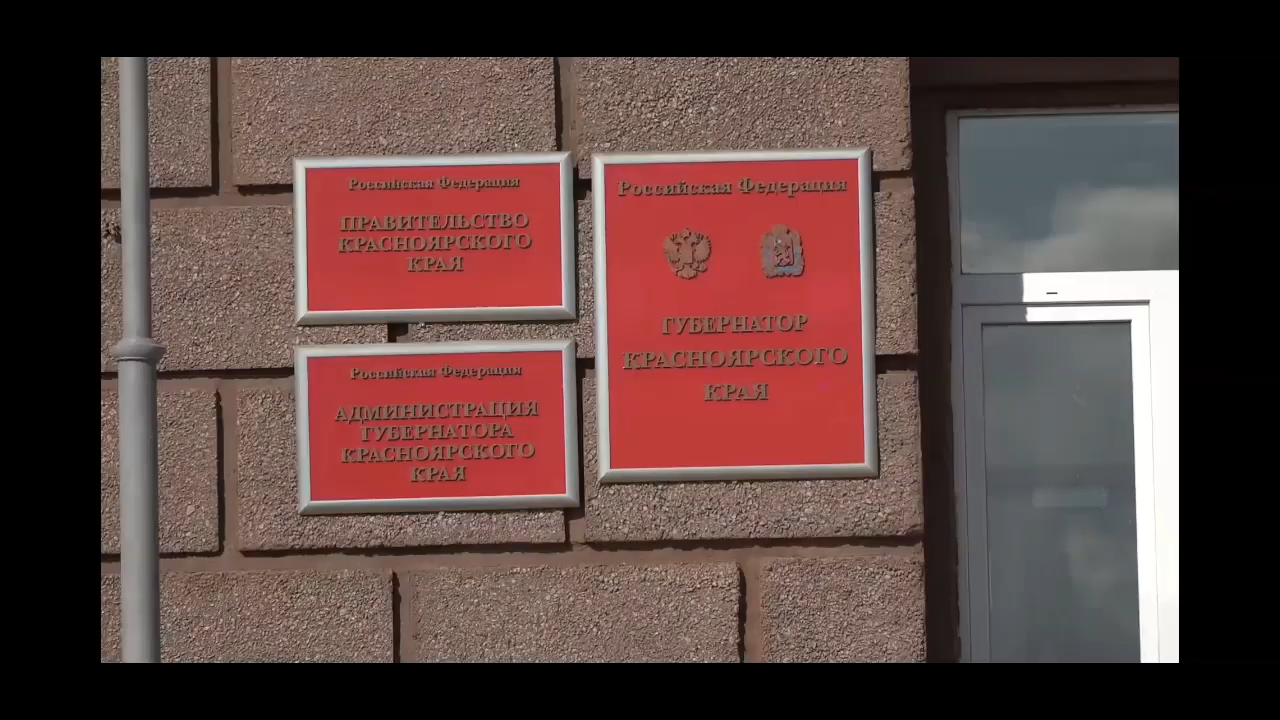 Российская Федерация
ПРАВИТЕЛЬСТВО
КРАСНОЯРСКОГО
КРАЯ
Российская Федерация
АДМИНИСТРАЦИЯ
ГУБЕРНАТОРА
КРАСНОЯРСКОГО
КРАЯ
Российская Федерация
ГУБЕРНАТОР
КРАСНОЯРСКОГО
КРАЯ